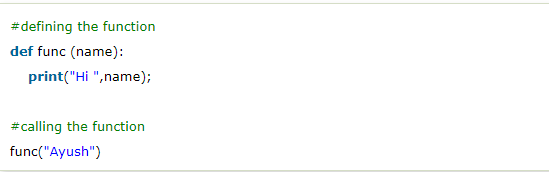 #defining the function
def func (name):
    print("Hi ",name);
#calling the function
func("Ayush")